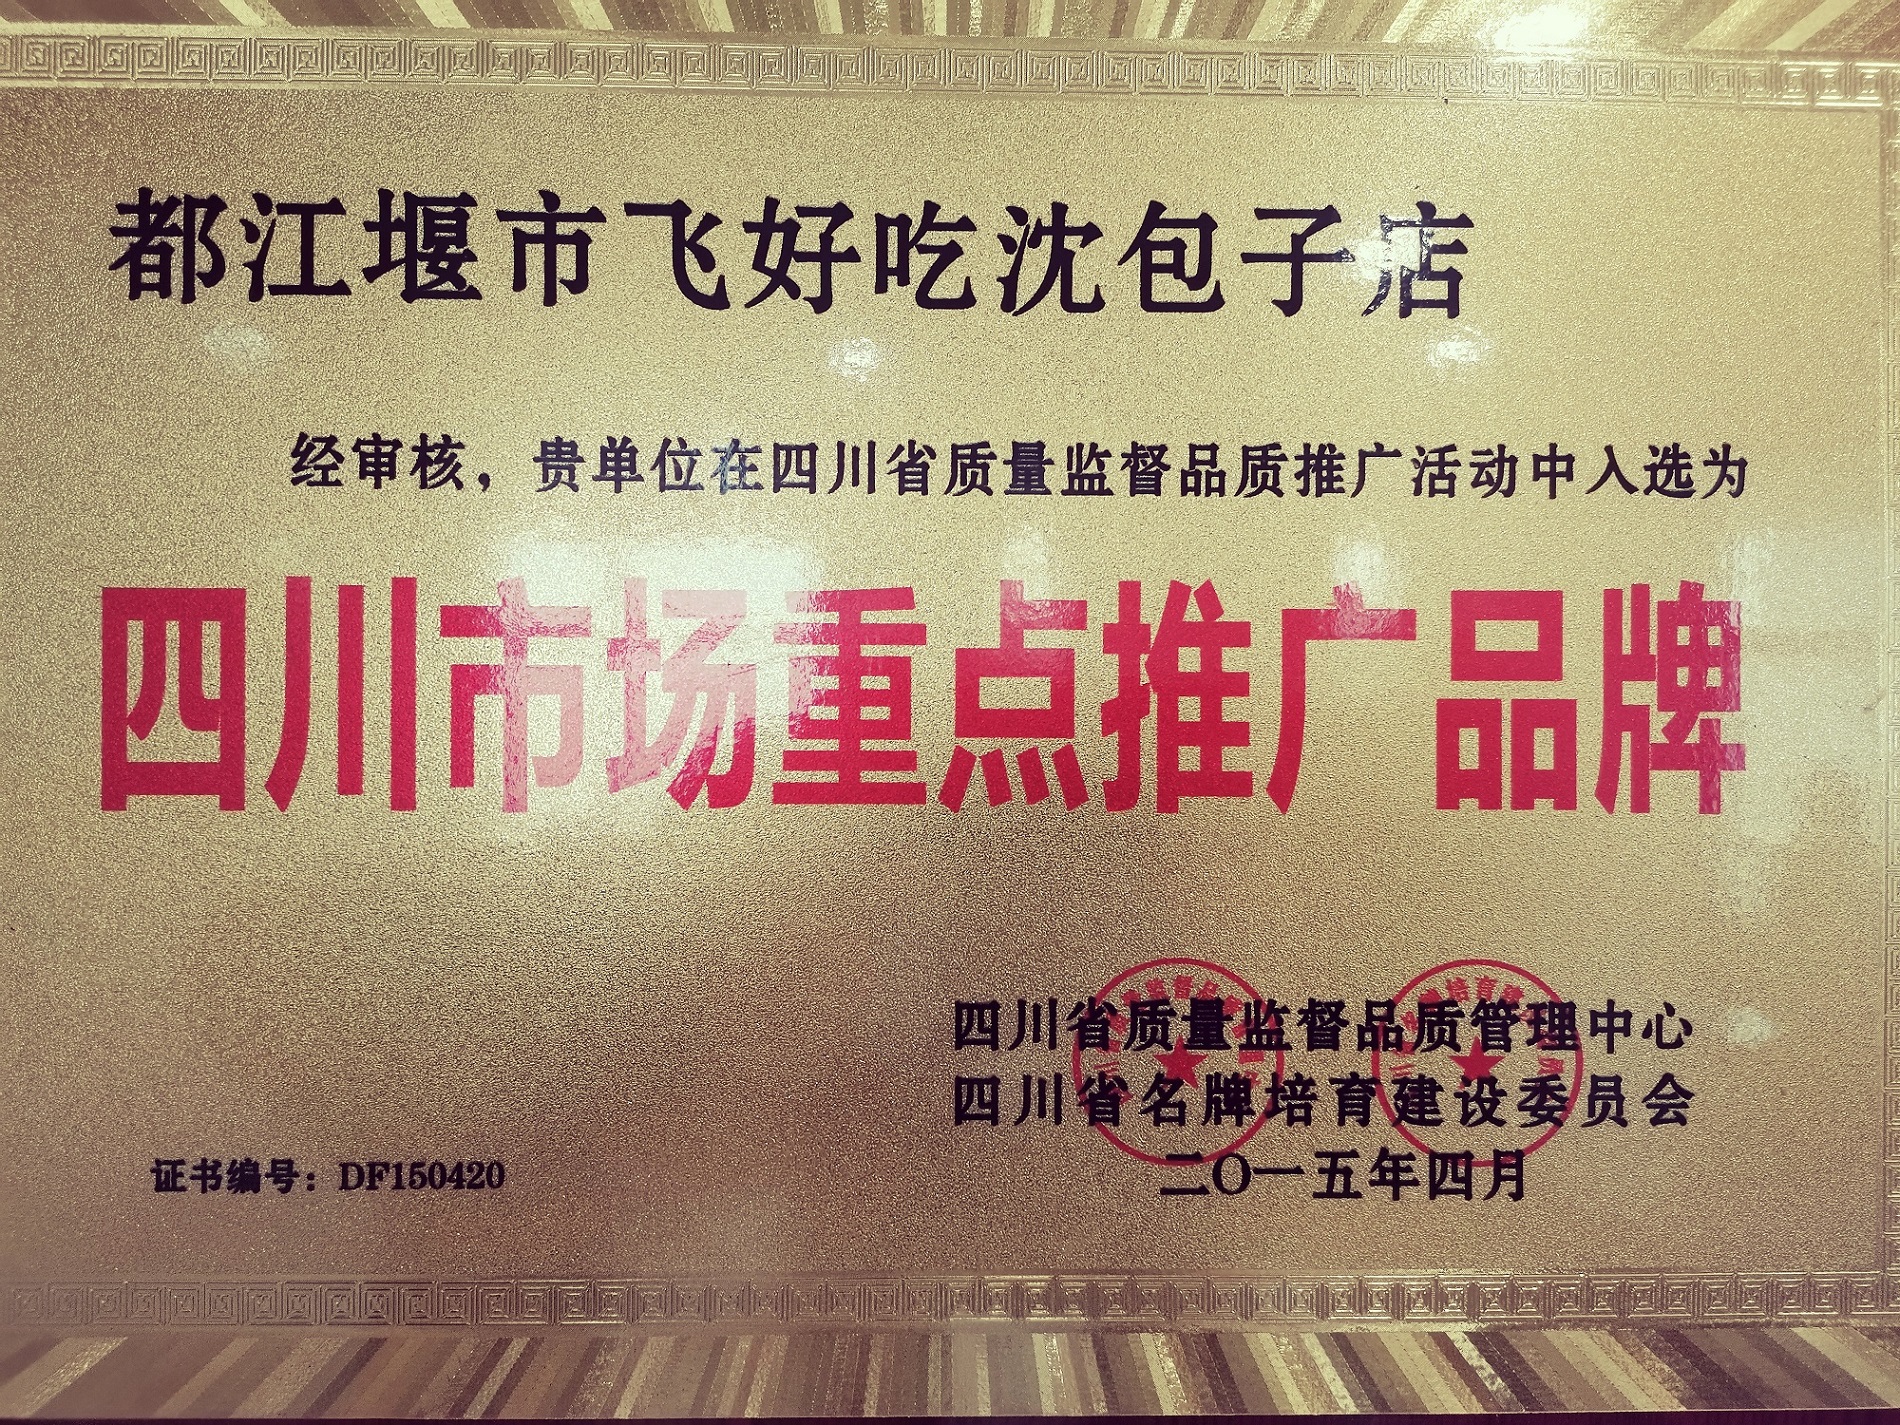 都江堰市飞好吃沈包子店
经审核，贵单位在四川省质量监督品质推广活动中入选为
四川市场重点推广品牌
四川省质量监督品质管理中心
四川省名牌培育建设委员会
二〇一五年四月
证书编号：DF150420